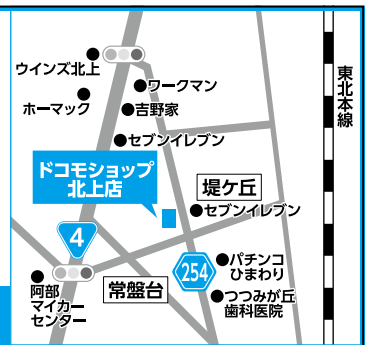 ウインズ北上
ワークマン
ホーマック
吉野家
セブンイレブン
東北本線
ドコモショップ
北上店
堤ケ丘
セブンイレブン
4
254
パチンコ
ひまわり
阿部
マイカー
センター
常盤台
つつみが丘
歯科医院